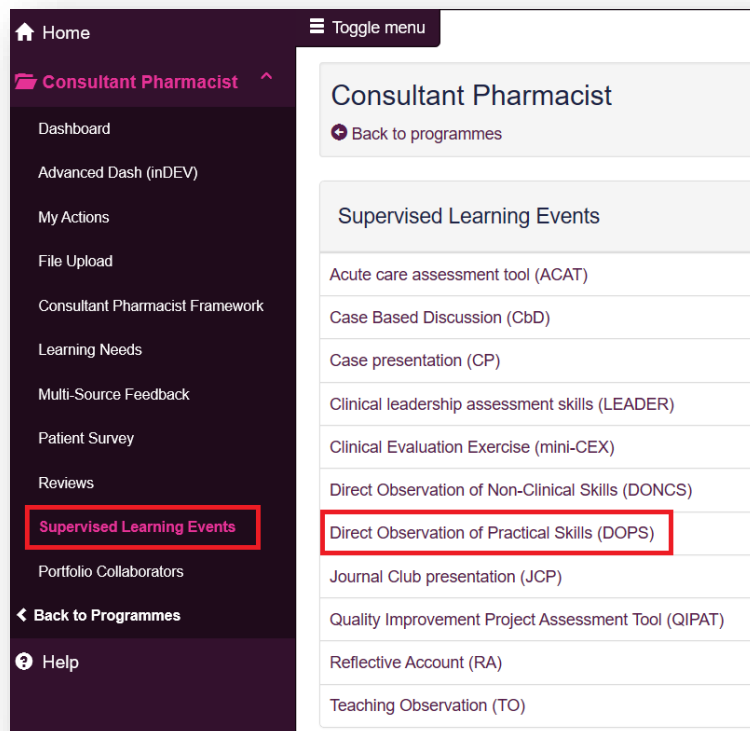 Home
Consultant Pharmacist
Dashboard
Advanced Dash (inDEV)
My Actions
File Upload
Consultant Pharmacist Framework
Learning Needs
Multi-Source Feedback
Patient Survey
Reviews
Supervised Learning Events
Portfolio Collaborators
Back to Programmes
Help
Toggle menu
Consultant Pharmacist
Back to programmes
Supervised Learning Events
Acute care assessment tool (ACAT)
Case Based Discussion (CbD)
Case presentation (CP)
Clinical leadership assessment skills (LEADER)
Clinical Evaluation Exercise (mini-CEX)
Direct Observation of Non-Clinical Skills (DONCS)
Direct Observation of Practical Skills (DOPS)
Journal Club presentation (JCP)
Quality Improvement Project Assessment Tool (QIPAT)
Reflective Account (RA)
Teaching Observation (TO)